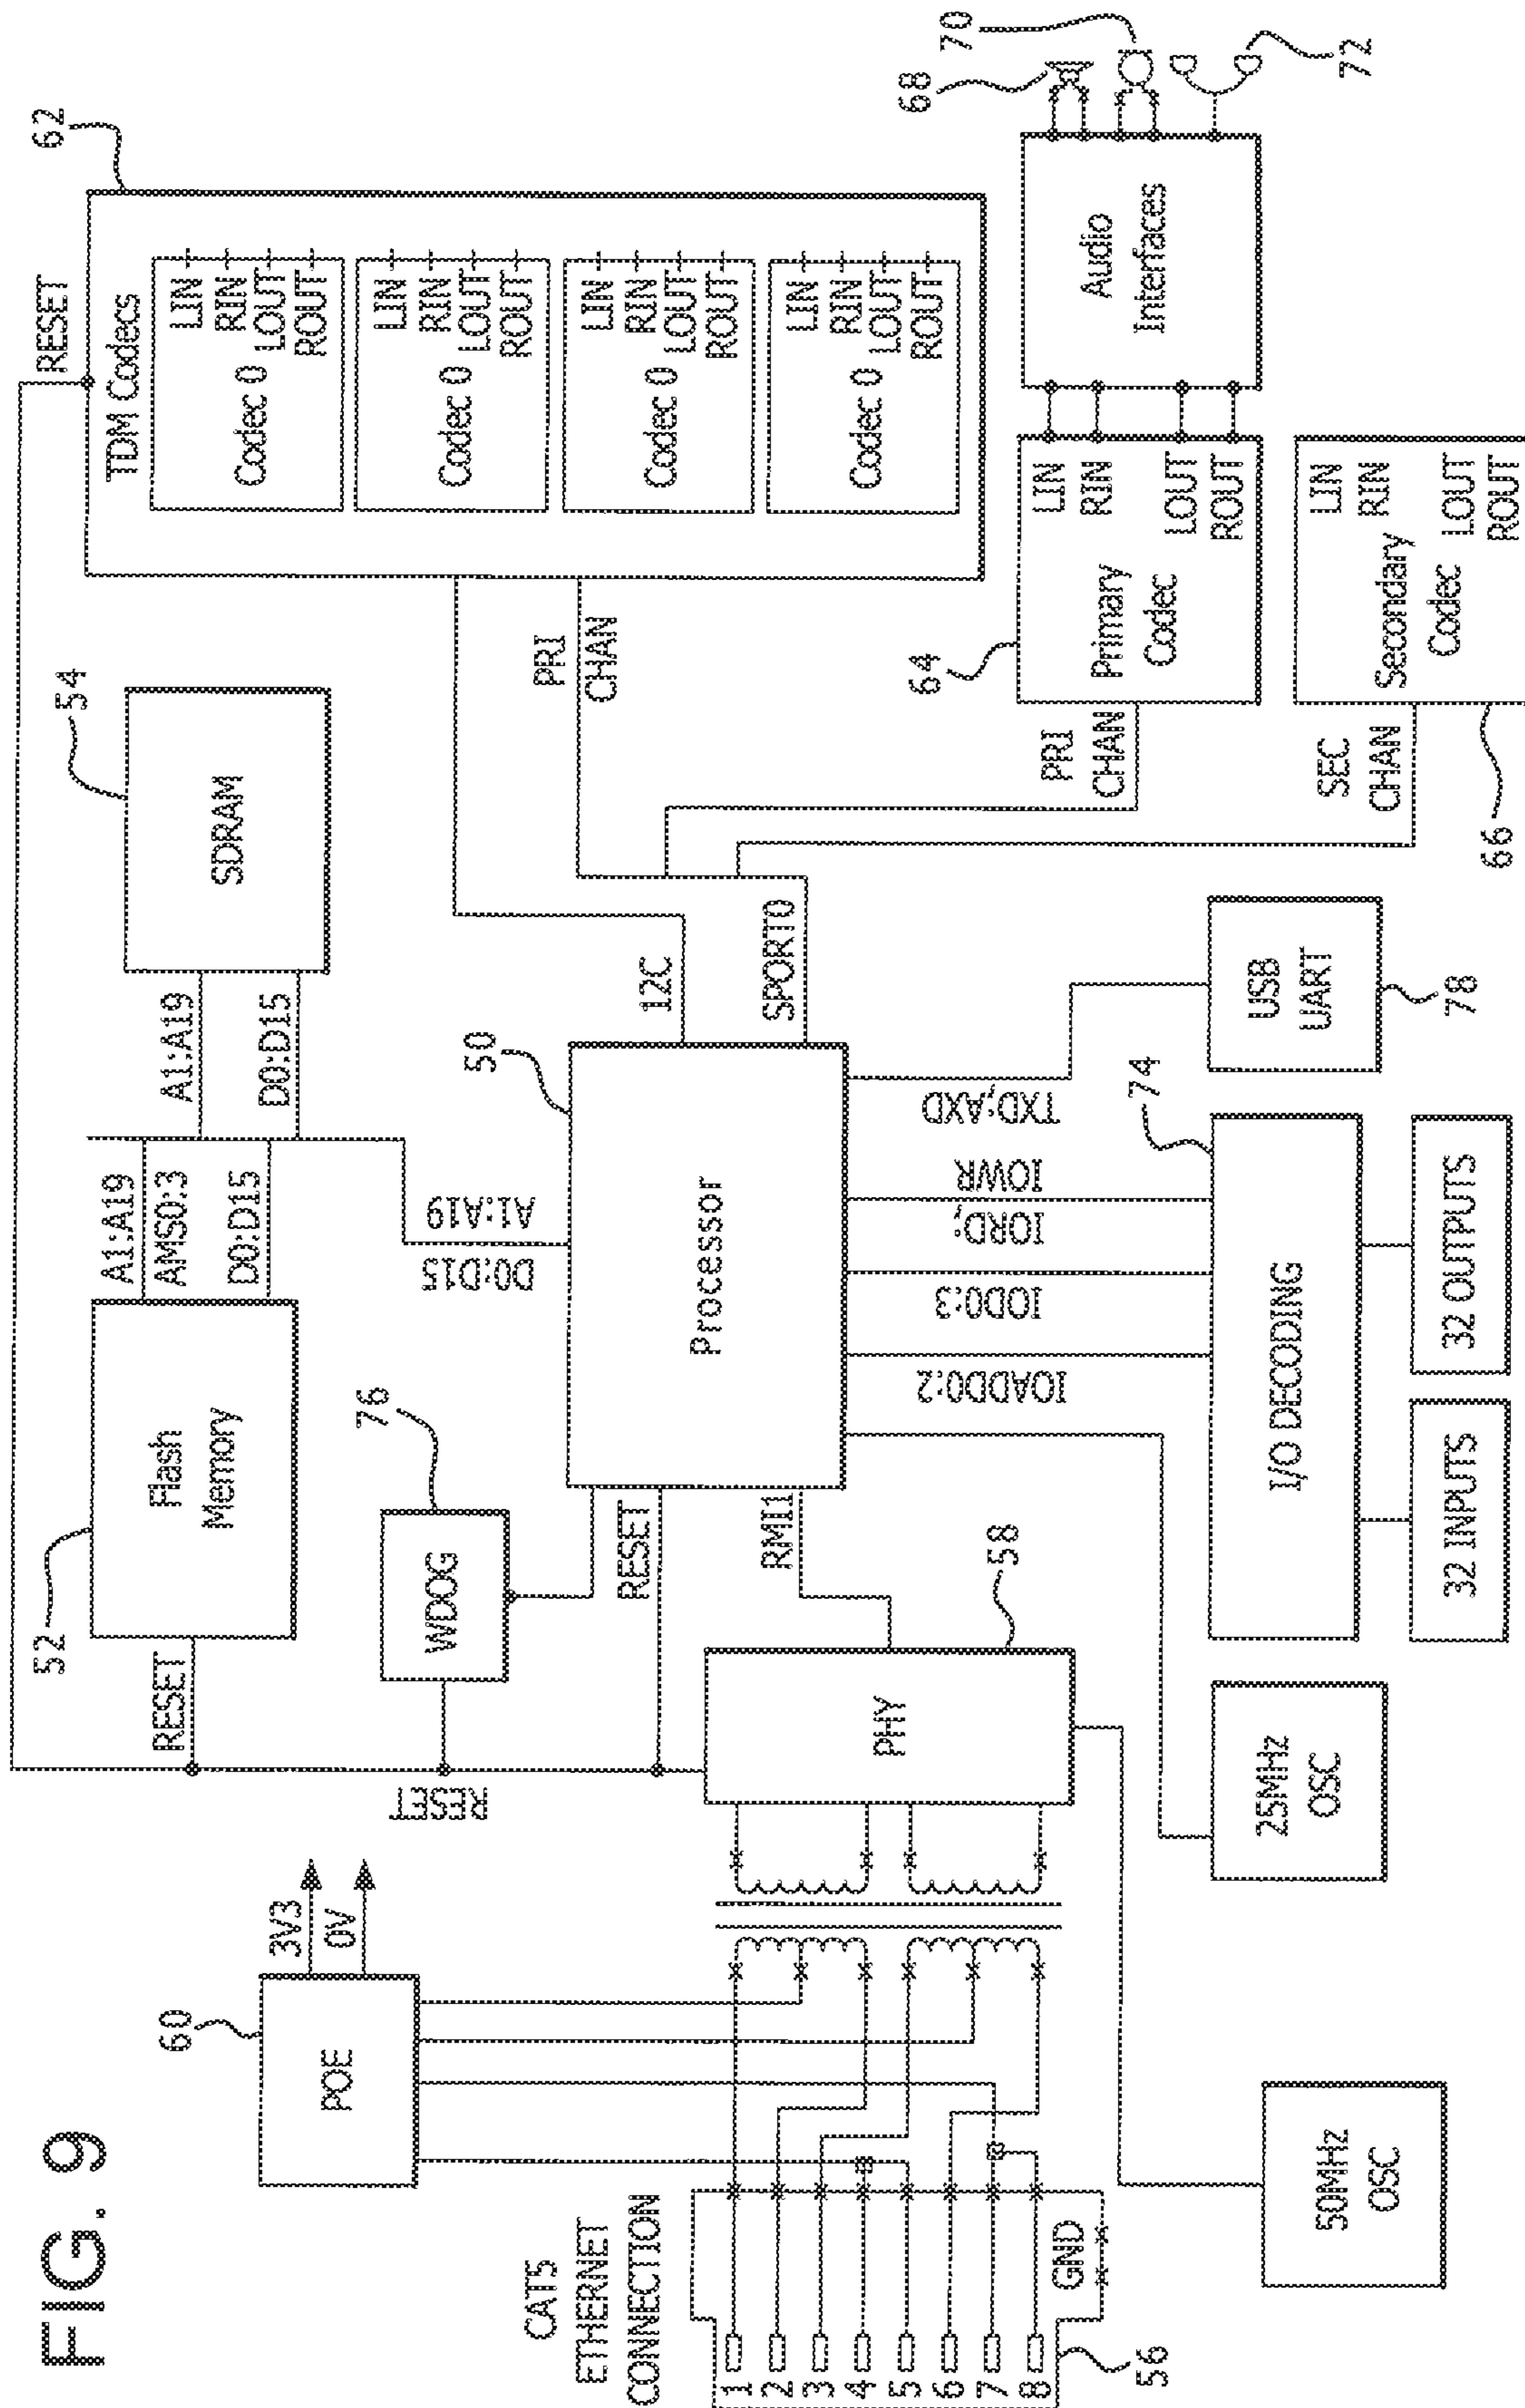 FIG. 9
CAT5
ETHERNET
CONNECTION
1
2
3
4
5
6
7
8
GND
56
60
POE
3V3
0V
50MHz
OSC
25MHz
OSC
PHY
58
RMI1
RESET
RESET
RESET
52
Flash
Memory
76
WDOG
A1:A19
AMS0:3
D0:D15
A1:A19
D0:D15
54
SDRAM
A1:A19
D0:D15
50
Processor
12C
SPORT0
IOADD0:2
IOD0:3
IORD;
IOWR
TXD;AXD
74
I/O DECODING
32 INPUTS
32 OUTPUTS
USB
UART
78
RESET
62
TDM Codecs
Codec 0
LIN
RIN
LOUT
ROUT
Codec 0
LIN
RIN
LOUT
ROUT
Codec 0
LIN
RIN
LOUT
ROUT
Codec 0
LIN
RIN
LOUT
ROUT
PRI
CHAN
PRI
CHAN
64
Primary
Codec
LIN
RIN
LOUT
ROUT
SEC
CHAN
66
Secondary
Codec
LIN
RIN
LOUT
ROUT
Audio
Interfaces
68
70
72